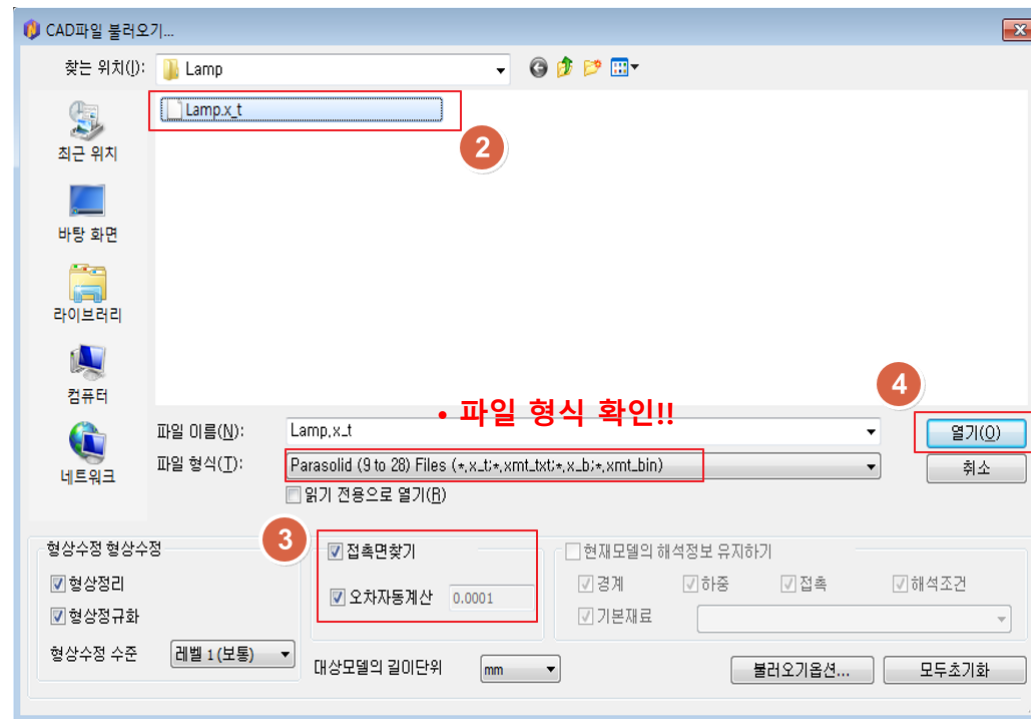 CAD파일 불러오기...
찾는 위치(I):
Lamp
Lamp.x_t
2
최근 위치
바탕 화면
라이브러리
컴퓨터
네트워크
4
• 파일 형식 확인!!
파일 이름(N):
Lamp.x_t
열기(O)
파일 형식(T):
Parasolid (9 to 28) Files (*.x_t;*.xmt_txt;*.x_b;*.xmt_bin)
취소
읽기 전용으로 열기(R)
3
형상수정 형상수정
형상정리
형상정규화
형상수정 수준
레벨 1 (보통)
접촉면찾기
오차자동계산
0.0001
현재모델의 해석정보 유지하기
경계
하중
접촉
해석조건
기본재료
대상모델의 길이단위
mm
불러오기옵션...
모두초기화